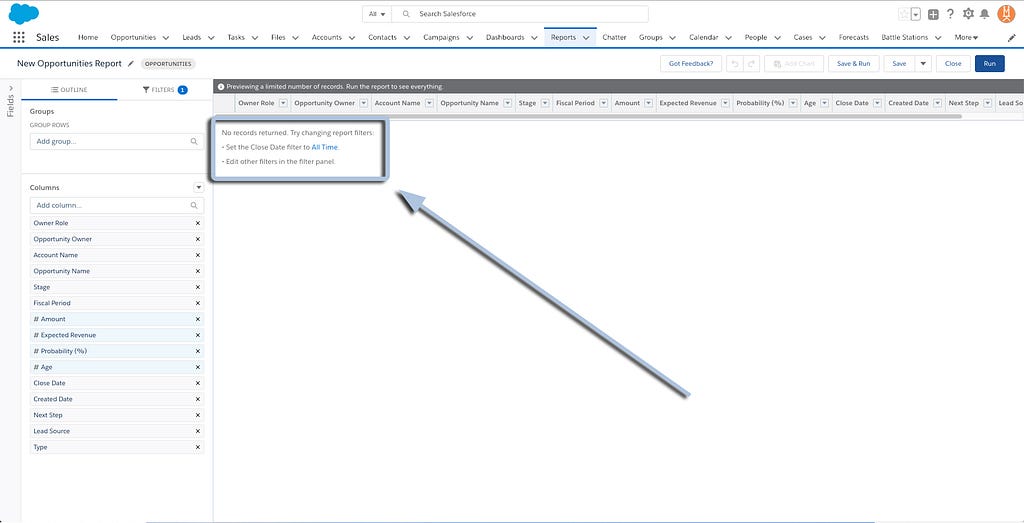 All
Search Salesforce
Sales
Home
Opportunities
Leads
Tasks
Files
Accounts
Contacts
Campaigns
Dashboards
Reports
Chatter
Groups
Calendar
People
Cases
Forecasts
Battle Stations
More
New Opportunities Report
OPPORTUNITIES
Got Feedback?
Add Chart
Save & Run
Save
Close
Run
Fields
OUTLINE
FILTERS 1
Previewing a limited number of records. Run the report to see everything.
Groups
GROUP ROWS
Add group...
Columns
Add column...
Owner Role
Opportunity Owner
Account Name
Opportunity Name
Stage
Fiscal Period
# Amount
# Expected Revenue
# Probability (%)
# Age
Close Date
Created Date
Next Step
Lead Source
Type
Owner Role
Opportunity Owner
Account Name
Opportunity Name
Stage
Fiscal Period
Amount
Expected Revenue
Probability (%)
Age
Close Date
Created Date
Next Step
Lead So
No records returned. Try changing report filters:
• Set the Close Date filter to All Time.
• Edit other filters in the filter panel.